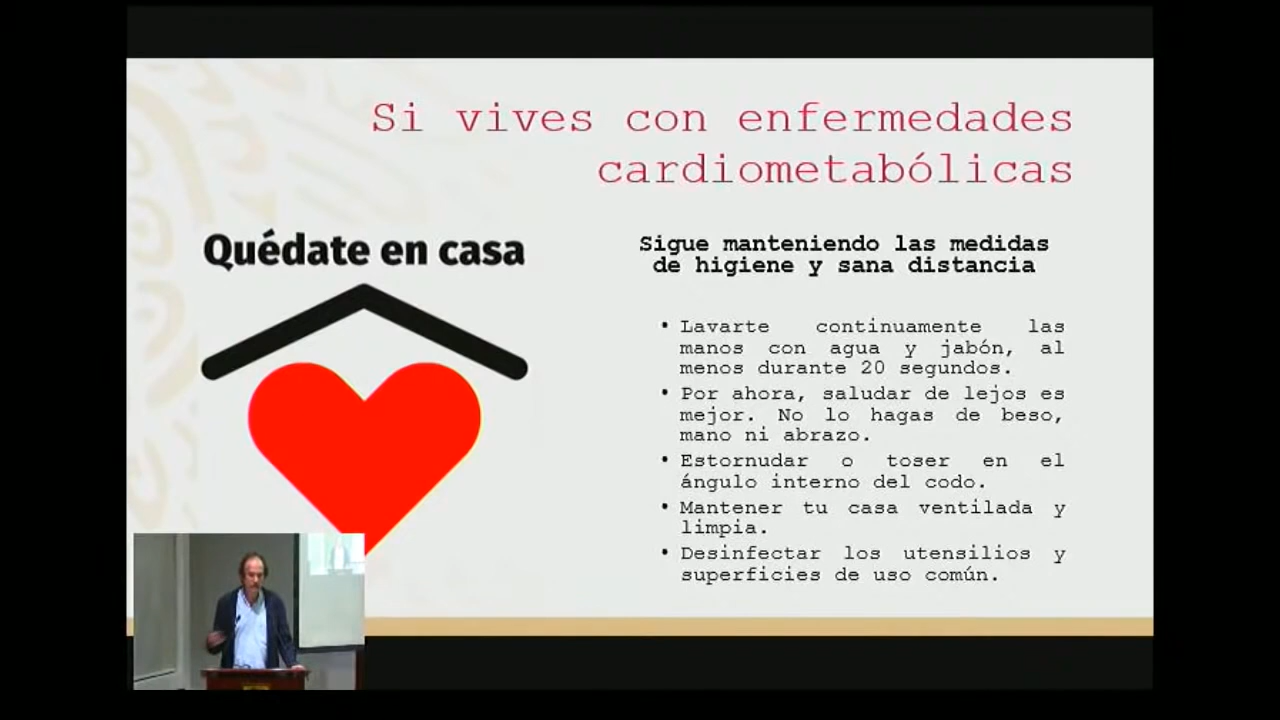 Si vives con enfermedades
cardiometabólicas
Quédate en casa
Sigue manteniendo las medidas
de higiene y sana distancia
• Lavarte continuamente las
manos con agua y jabón, al
menos durante 20 segundos.
• Por ahora, saludar de lejos es
mejor. No lo hagas de beso,
mano ni abrazo.
• Estornudar o toser en el
ángulo interno del codo.
• Mantener tu casa ventilada y
limpia.
• Desinfectar los utensilios y
superficies de uso común.